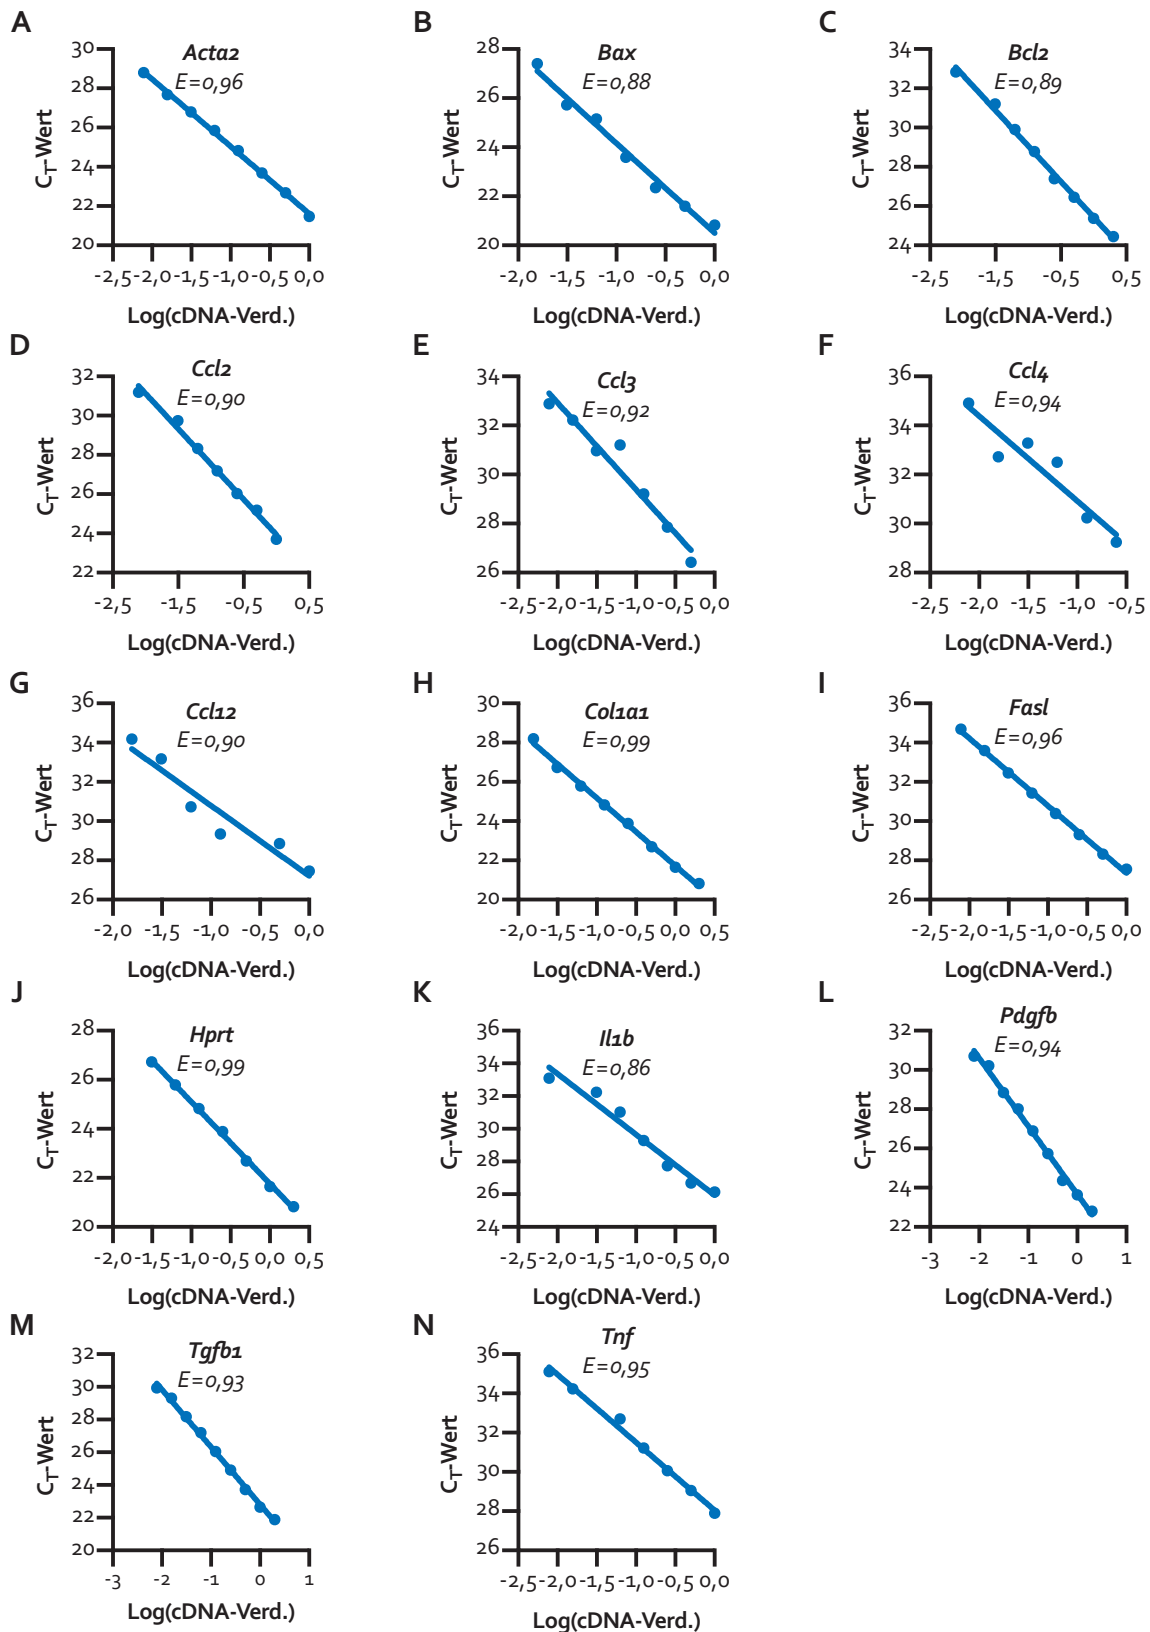 A
Acta2
E=0,96
30
28
26
24
22
20
CT-Wert
-2,5 -2,0 -1,5 -1,0 -0,5 0,0
Log(cDNA-Verd.)
B
Bax
E=0,88
28
26
24
22
20
CT-Wert
-2,0 -1,5 -1,0 -0,5 0,0
Log(cDNA-Verd.)
C
Bcl2
E=0,89
34
32
30
28
26
24
CT-Wert
-2,5 -1,5 -0,5 0,5
Log(cDNA-Verd.)
D
Ccl2
E=0,90
32
30
28
26
24
22
CT-Wert
-2,5 -1,5 -0,5 0,5
Log(cDNA-Verd.)
E
Ccl3
E=0,92
34
32
30
28
26
CT-Wert
-2,5 -2,0 -1,5 -1,0 -0,5 0,0
Log(cDNA-Verd.)
F
Ccl4
E=0,94
36
34
32
30
28
CT-Wert
-2,5 -2,0 -1,5 -1,0 -0,5
Log(cDNA-Verd.)
G
Ccl12
E=0,90
36
34
32
30
28
26
CT-Wert
-2,0 -1,5 -1,0 -0,5 0,0
Log(cDNA-Verd.)
H
Col1a1
E=0,99
30
28
26
24
22
20
CT-Wert
-2,0 -1,5 -1,0 -0,5 0,0 0,5
Log(cDNA-Verd.)
I
Fasl
E=0,96
36
34
32
30
28
26
CT-Wert
-2,5 -2,0 -1,5 -1,0 -0,5 0,0
Log(cDNA-Verd.)
J
Hprt
E=0,99
28
26
24
22
20
CT-Wert
-2,0 -1,5 -1,0 -0,5 0,0 0,5
Log(cDNA-Verd.)
K
Il1b
E=0,86
36
34
32
30
28
26
24
CT-Wert
-2,5 -2,0 -1,5 -1,0 -0,5 0,0
Log(cDNA-Verd.)
L
Pdgfb
E=0,94
32
30
28
26
24
22
CT-Wert
-3 -2 -1 0 1
Log(cDNA-Verd.)
M
Tgfb1
E=0,93
32
30
28
26
24
22
20
CT-Wert
-3 -2 -1 0 1
Log(cDNA-Verd.)
N
Tnf
E=0,95
36
34
32
30
28
26
CT-Wert
-2,5 -2,0 -1,5 -1,0 -0,5 0,0
Log(cDNA-Verd.)